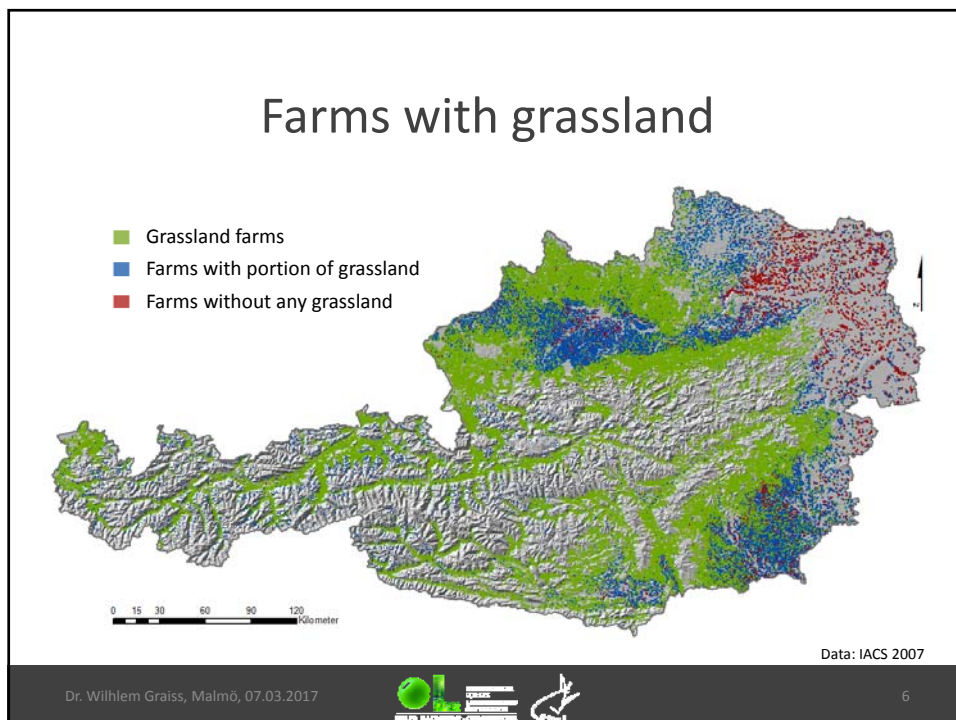 Farms with grassland
Grassland farms
Farms with portion of grassland
Farms without any grassland
0 15 30 60 90 120
Kilometer
Data: IACS 2007
Dr. Wilhlem Graiss, Malmö, 07.03.2017
6